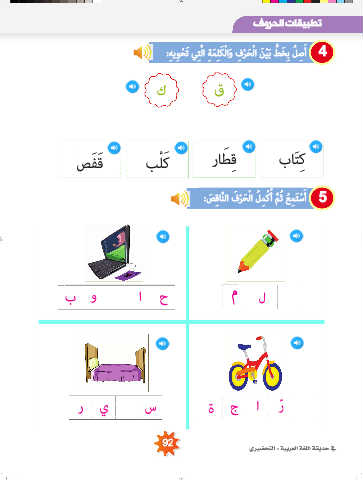 تطبيقات الحروف
4 أَصِلُ بِخَطٍّ بَيْنَ الْحَرْفِ وَالْكَلِمَةِ الَّتِي تَحْوِيهِ:
ق ك
كِتَاب قِطَار كَلْب قَفَص
5 أَسْتَمِعُ ثُمَّ أُكْمِلُ الْحَرْفَ النَّاقِصَ:
ل م
ح ا و ب
رّ ا ج ة
س ي ر
92
في حديقة اللغة العربية - التحضيري